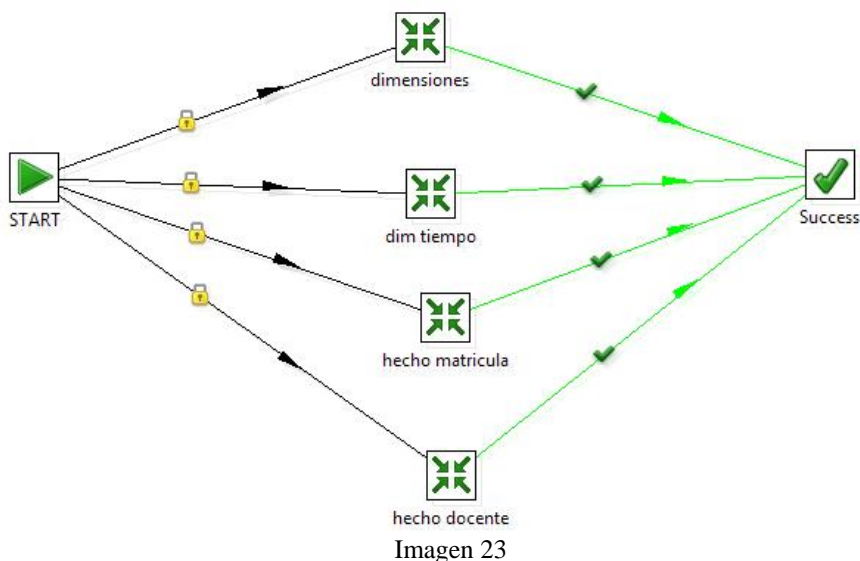 dimensiones
START
dim tiempo
Success
hecho matricula
hecho docente
Imagen 23